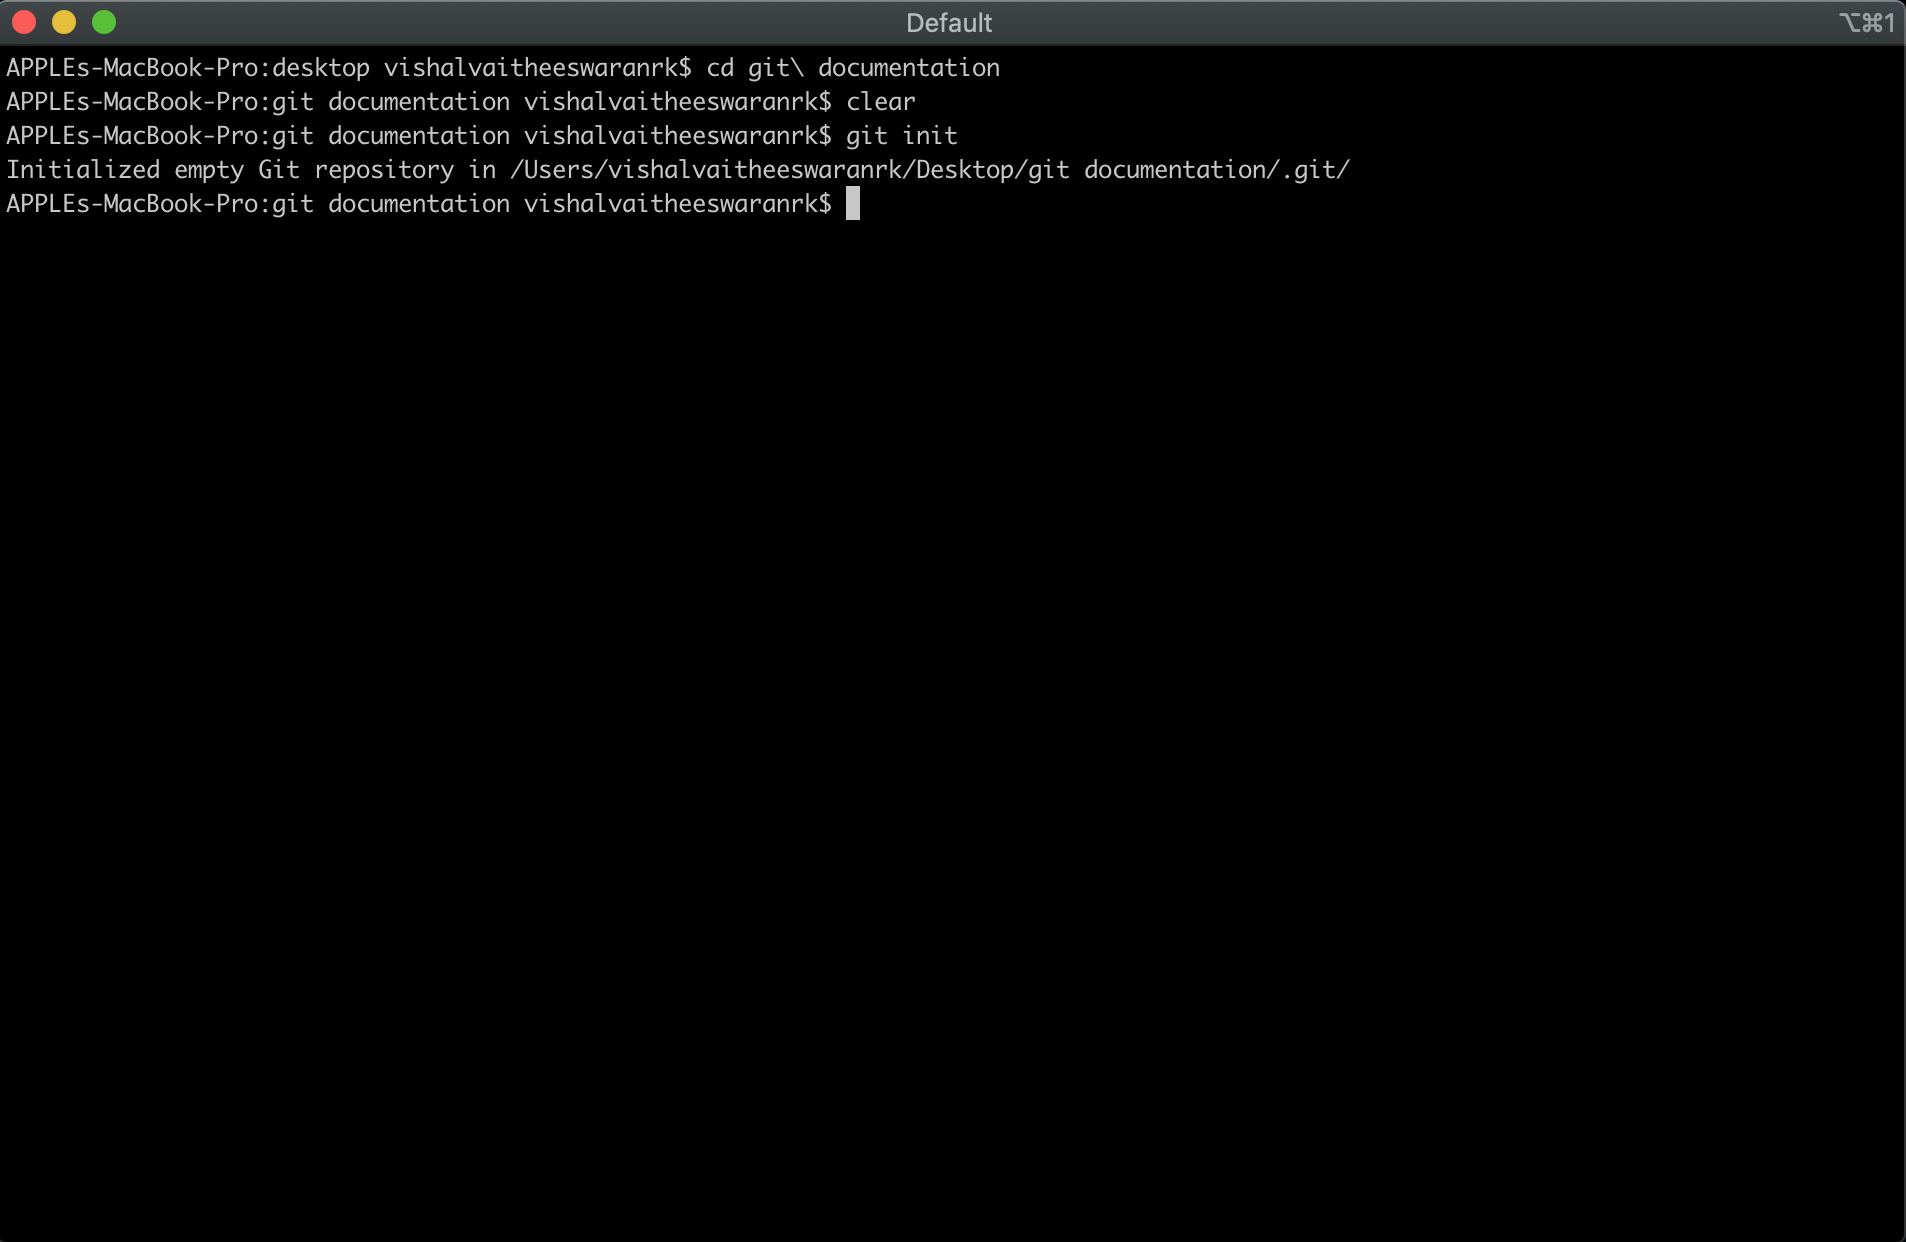 Default
⌥⌘1
APPLEs-MacBook-Pro:desktop vishalvaitheeswaranrk$ cd git\ documentation
APPLEs-MacBook-Pro:git documentation vishalvaitheeswaranrk$ clear
APPLEs-MacBook-Pro:git documentation vishalvaitheeswaranrk$ git init
Initialized empty Git repository in /Users/vishalvaitheeswaranrk/Desktop/git documentation/.git/
APPLEs-MacBook-Pro:git documentation vishalvaitheeswaranrk$